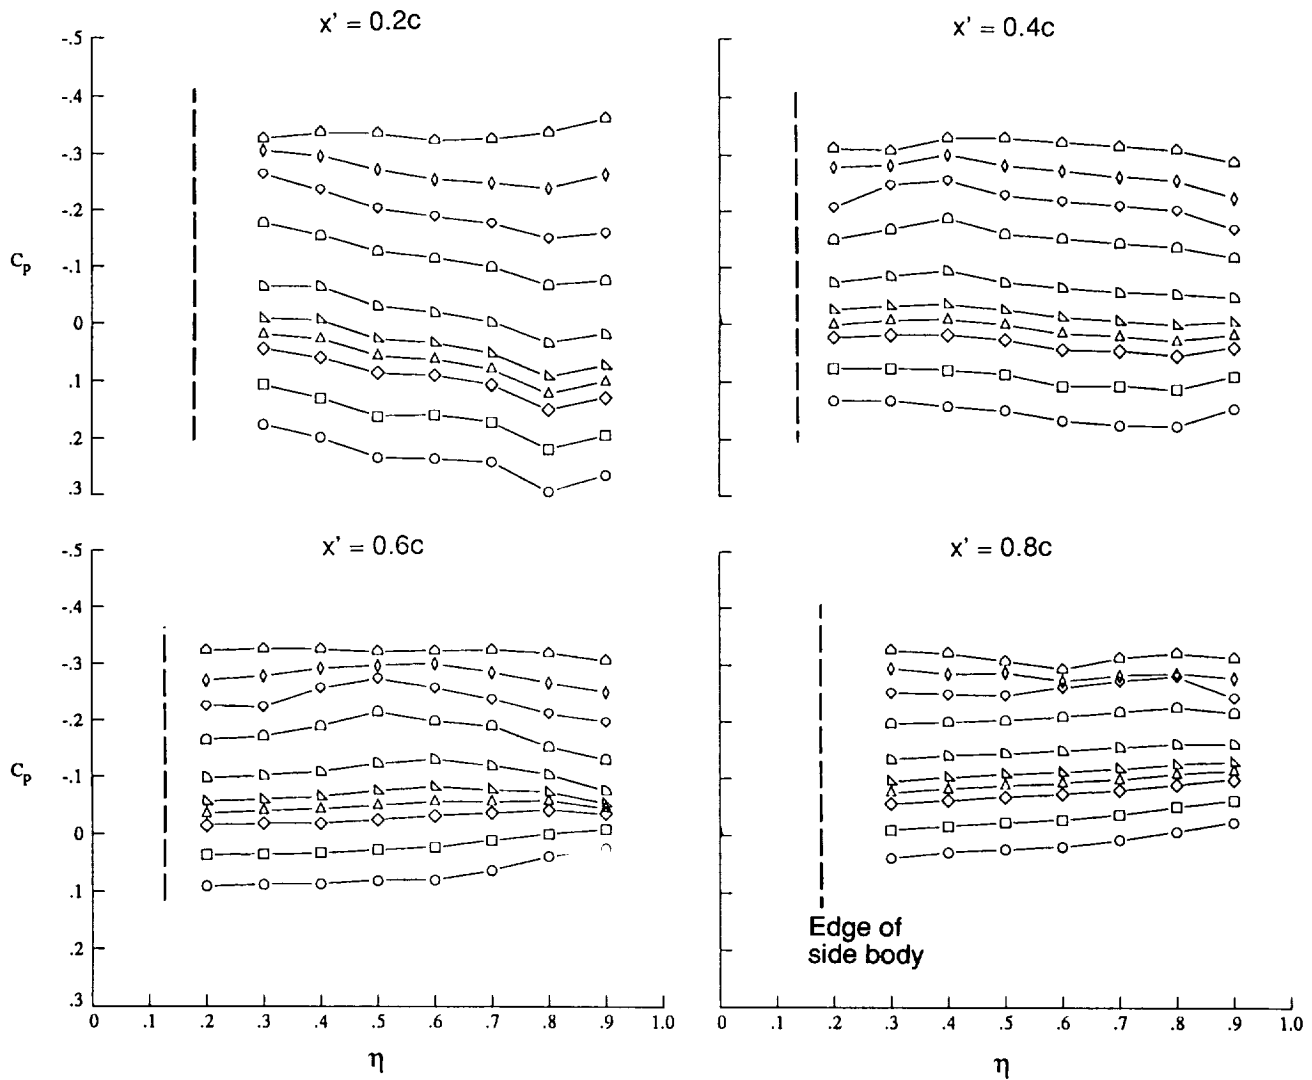 x' = 0.2c
x' = 0.4c
-.5
-.4
-.3
-.2
-.1
0
.1
.2
.3
Cp
x' = 0.6c
x' = 0.8c
-.5
-.4
-.3
-.2
-.1
0
.1
.2
.3
Cp
Edge of
side body
0 .1 .2 .3 .4 .5 .6 .7 .8 .9 1.0
0 .1 .2 .3 .4 .5 .6 .7 .8 .9 1.0
η
η